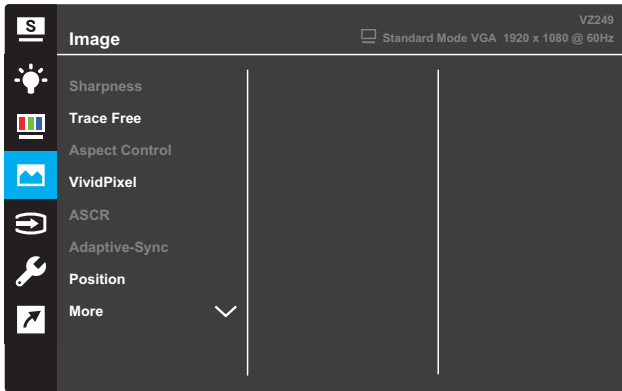 S
VZ249
Image
Standard Mode VGA 1920 x 1080 @ 60Hz
Sharpness
Trace Free
Aspect Control
VividPixel
ASCR
Adaptive-Sync
Position
More